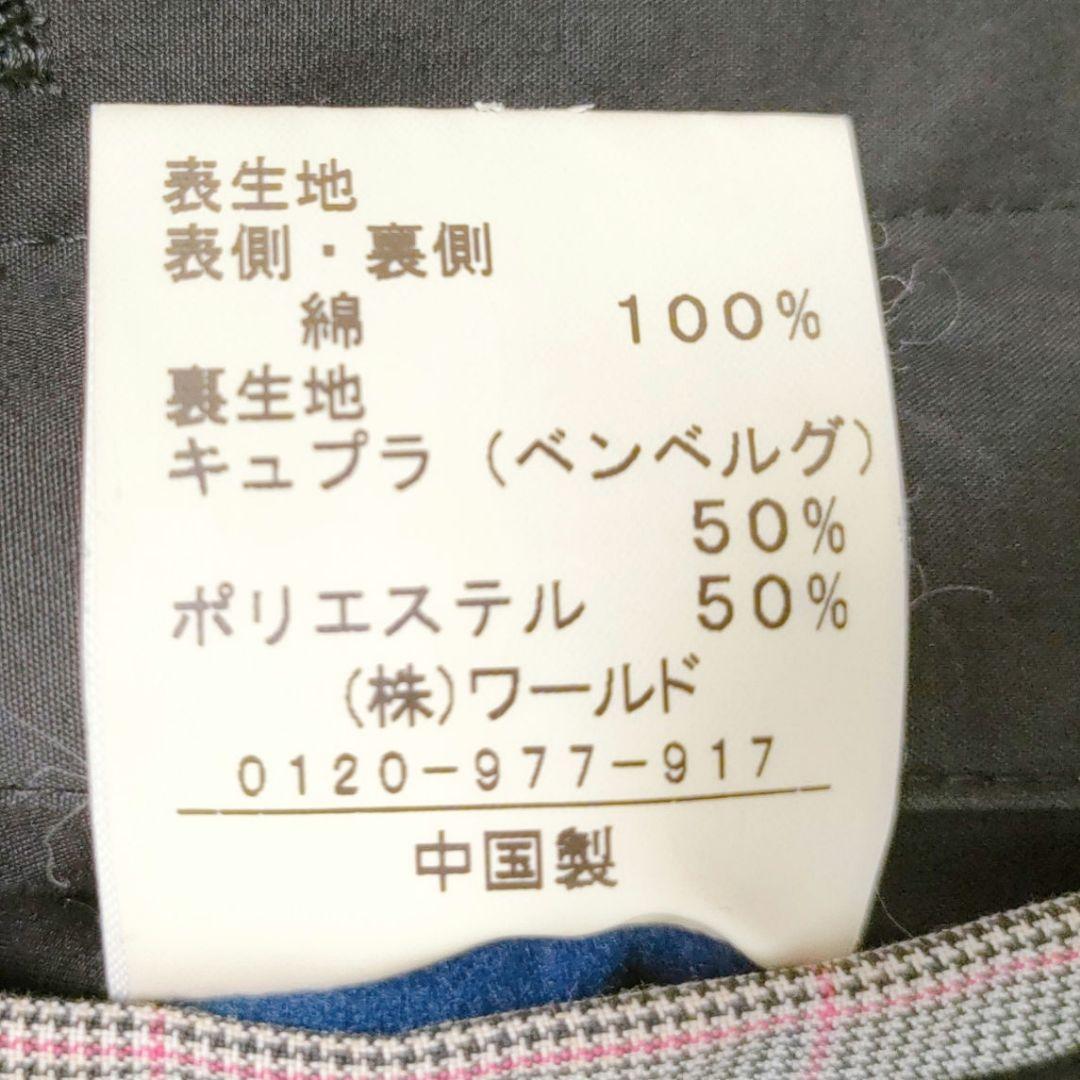 表生地
表側・裏側
綿 100%
裏生地
キュプラ(ベンベルグ)
50%
ポリエステル 50%
(株)ワールド
0120-977-917
中国製